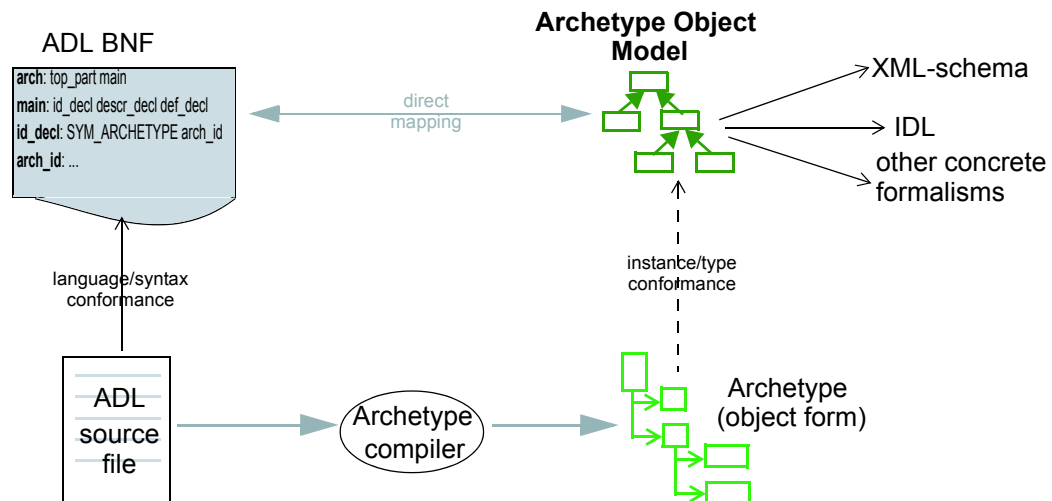 ADL BNF
arch: top_part main
main: id_decl descr_decl def_decl
id_decl: SYM_ARCHETYPE arch_id
arch_id: ...
direct
mapping
Archetype Object
Model
XML-schema
IDL
other concrete
formalisms
language/syntax
conformance
instance/type
conformance
ADL
source
file
Archetype
compiler
Archetype
(object form)